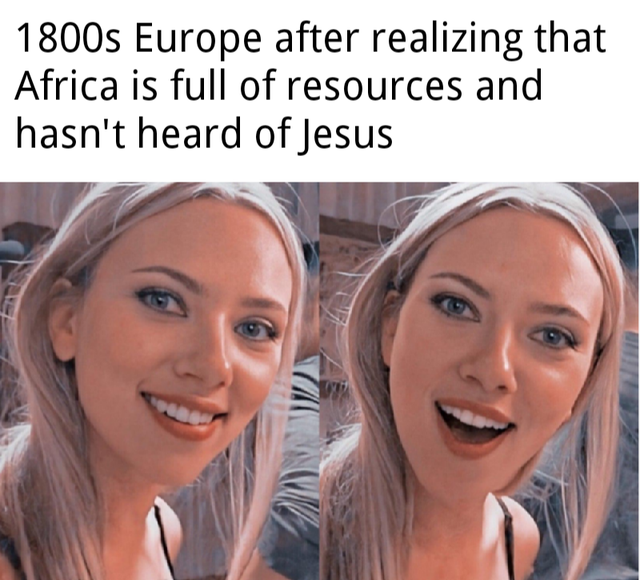 1800s Europe after realizing that
Africa is full of resources and
hasn't heard of Jesus